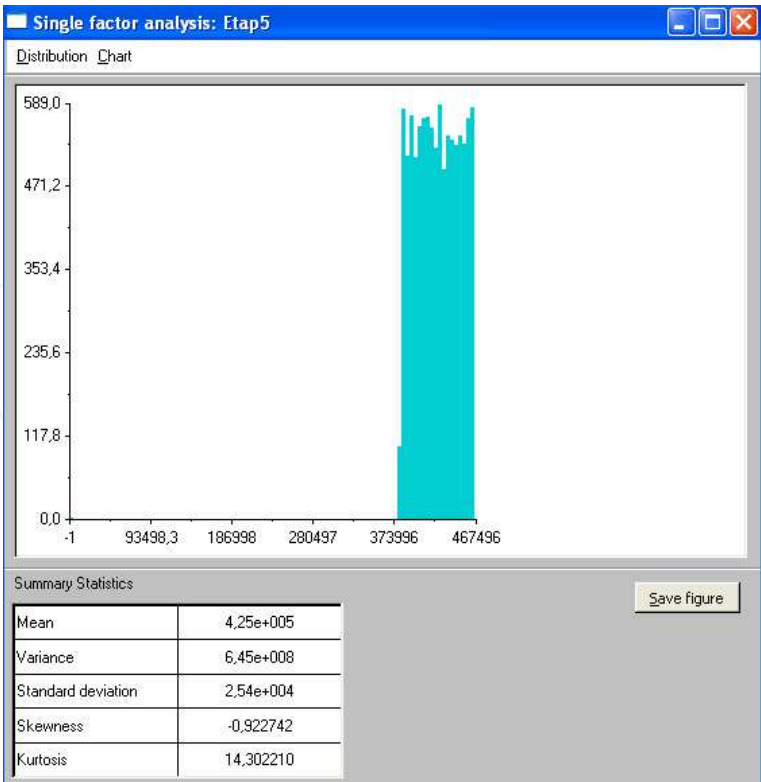 Single factor analysis: Etap5
Distribution Chart
589,0
471,2
353,4
235,6
117,8
0,0
-1 93498,3 186998 280497 373996 467496
Summary Statistics
Save figure
Mean 4,25e+005
Variance 6,45e+008
Standard deviation 2,54e+004
Skewness -0,922742
Kurtosis 14,302210